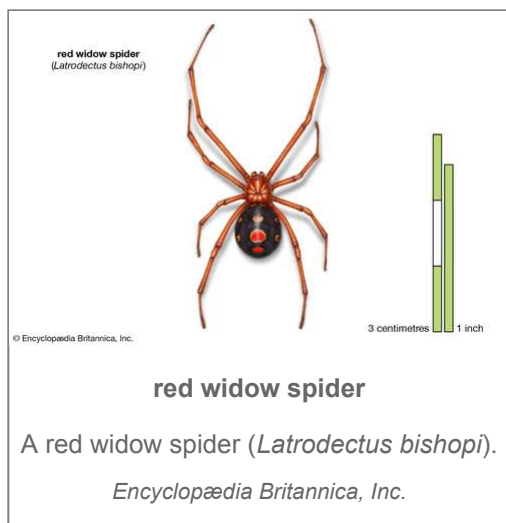 red widow spider
(Latrodectus bishopi)
3 centimetres
1 inch
© Encyclopædia Britannica, Inc.
red widow spider
A red widow spider (Latrodectus bishopi).
Encyclopædia Britannica, Inc.